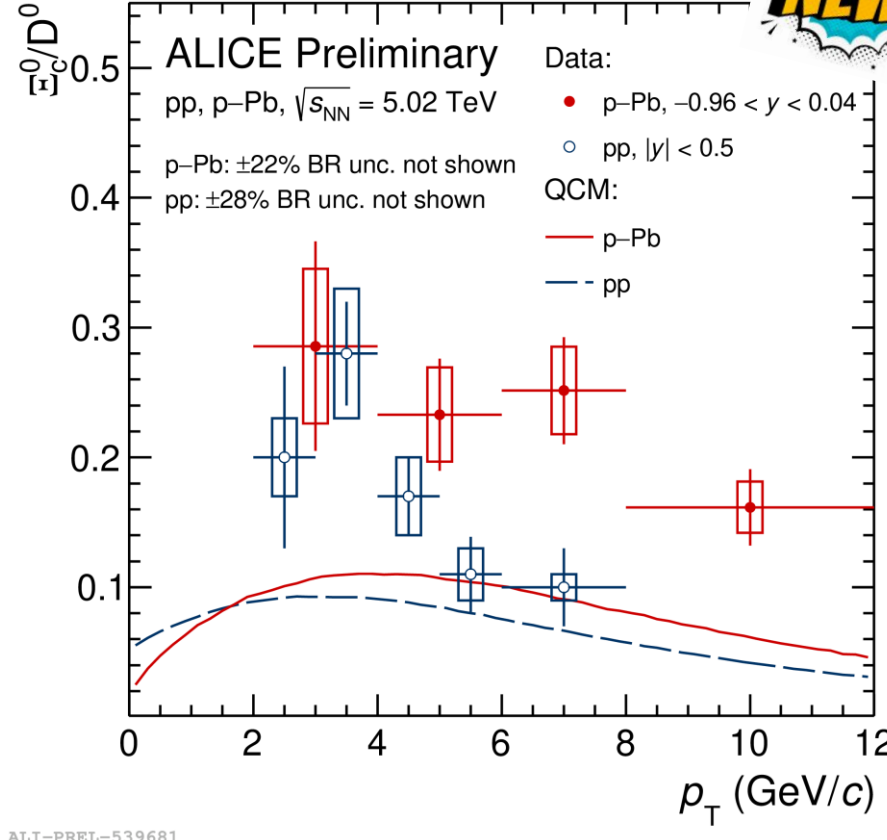 NEW
Ξ⁰c/D⁰
ALICE Preliminary
pp, p–Pb, √sNN = 5.02 TeV
p–Pb: ±22% BR unc. not shown
pp: ±28% BR unc. not shown
Data:
p–Pb, –0.96 < y < 0.04
pp, |y| < 0.5
QCM:
p–Pb
pp
0.5
0.4
0.3
0.2
0.1
0 2 4 6 8 10 12
pT (GeV/c)
ALI-PREL-539681